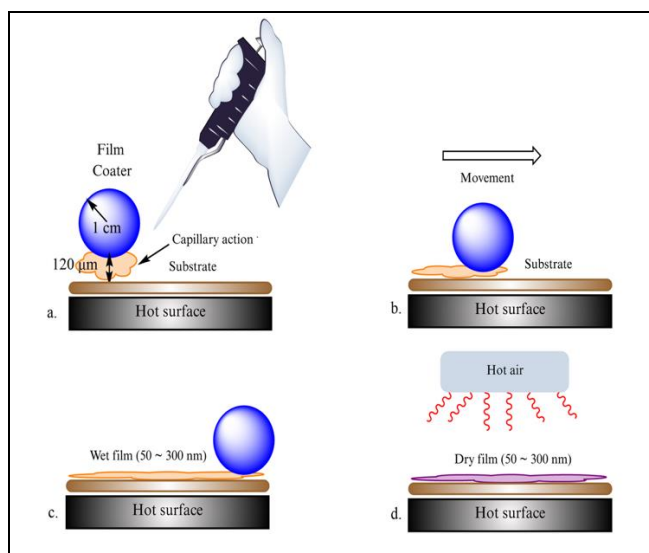 Film
Coater
1 cm
Capillary action
120 μm
Substrate
Hot surface
a.
Movement
Substrate
Hot surface
b.
Wet film (50 ~ 300 nm)
Hot surface
c.
Hot air
Dry film (50 ~ 300 nm)
Hot surface
d.